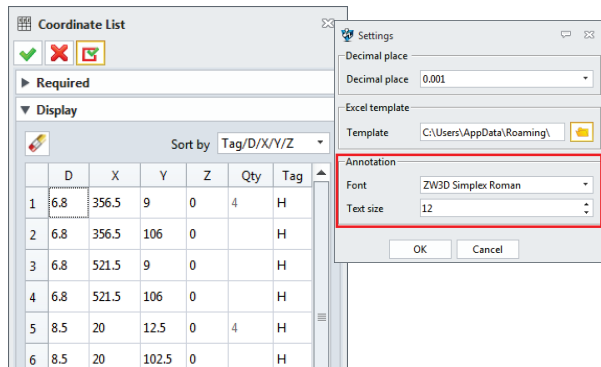 Coordinate List
Required
Display
Sort by Tag/D/X/Y/Z
D X Y Z Qty Tag
1 6.8 356.5 9 0 4 H
2 6.8 356.5 106 0 H
3 6.8 521.5 9 0 H
4 6.8 521.5 106 0 H
5 8.5 20 12.5 0 4 H
6 8.5 20 102.5 0 H
Settings
Decimal place
Decimal place 0.001
Excel template
Template C:\Users\AppData\Roaming\
Annotation
Font ZW3D Simplex Roman
Text size 12
OK Cancel